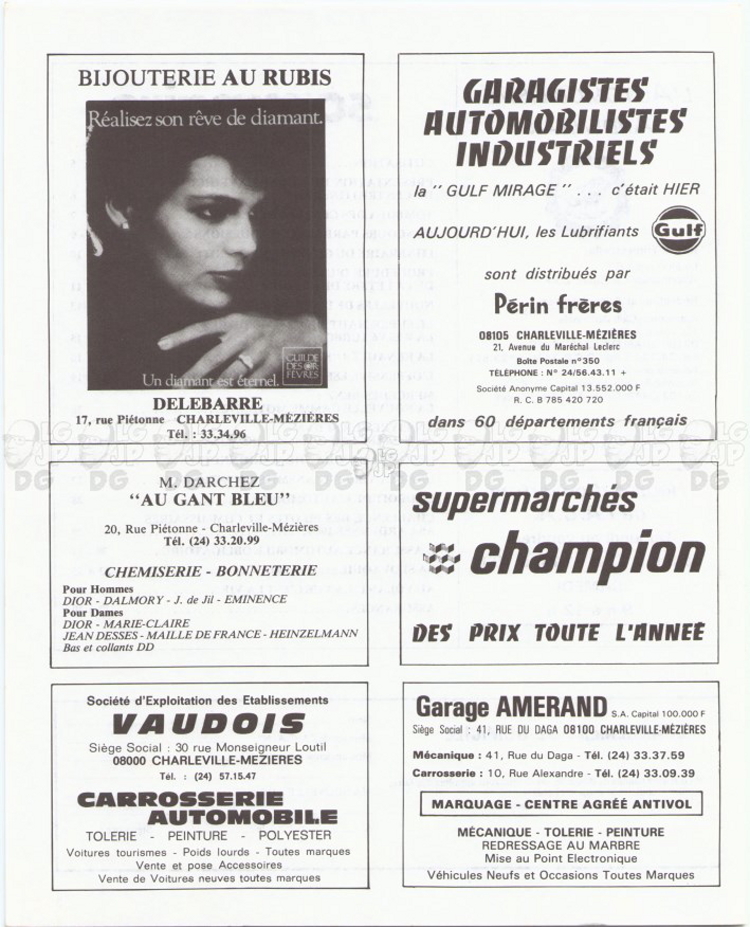 BIJOUTERIE AU RUBIS
Réalisez son rêve de diamant.
GUILDE
DES OR
FÈVRES
Un diamant est éternel.
DELEBARRE
17, rue Piétonne - CHARLEVILLE-MÉZIÈRES
Tél. : 33.34.96
GARAGISTES
AUTOMOBILISTES
INDUSTRIELS
la " GULF MIRAGE " . . . c'était HIER
AUJOURD'HUI, les Lubrifiants Gulf
sont distribués par
Périn frères
08105 CHARLEVILLE-MÉZIÈRES
21, Avenue du Maréchal Leclerc
Boîte Postale n° 350
TÉLÉPHONE : N° 24/56.43.11 +
Société Anonyme Capital 13.552.000 F
R. C. B 785 420 720
dans 60 départements français
M. DARCHEZ
"AU GANT BLEU"
20, Rue Piétonne - Charleville-Mézières
Tél. (24) 33.20.99
CHEMISERIE - BONNETERIE
Pour Hommes
DIOR - DALMORY - J. de Jil - EMINENCE
Pour Dames
DIOR - MARIE-CLAIRE
JEAN DESSES - MAILLE DE FRANCE - HEINZELMANN
Bas et collants DD
supermarchés
champion
DES PRIX TOUTE L'ANNEÉ
Société d'Exploitation des Etablissements
VAUDOIS
Siège Social : 30 rue Monseigneur Loutil
08000 CHARLEVILLE-MEZIERES
Tél. : (24) 57.15.47
CARROSSERIE
AUTOMOBILE
TOLERIE - PEINTURE - POLYESTER
Voitures tourismes - Poids lourds - Toutes marques
Vente et pose Accessoires
Vente de Voitures neuves toutes marques
Garage AMERAND S.A. Capital 100.000 F
Siège Social : 41, RUE DU DAGA 08100 CHARLEVILLE-MÉZIÈRES
Mécanique : 41, Rue du Daga - Tél. (24) 33.37.59
Carrosserie : 10, Rue Alexandre - Tél. (24) 33.09.39
MARQUAGE - CENTRE AGRÉÉ ANTIVOL
MÉCANIQUE - TOLERIE - PEINTURE
REDRESSAGE AU MARBRE
Mise au Point Electronique
Véhicules Neufs et Occasions Toutes Marques